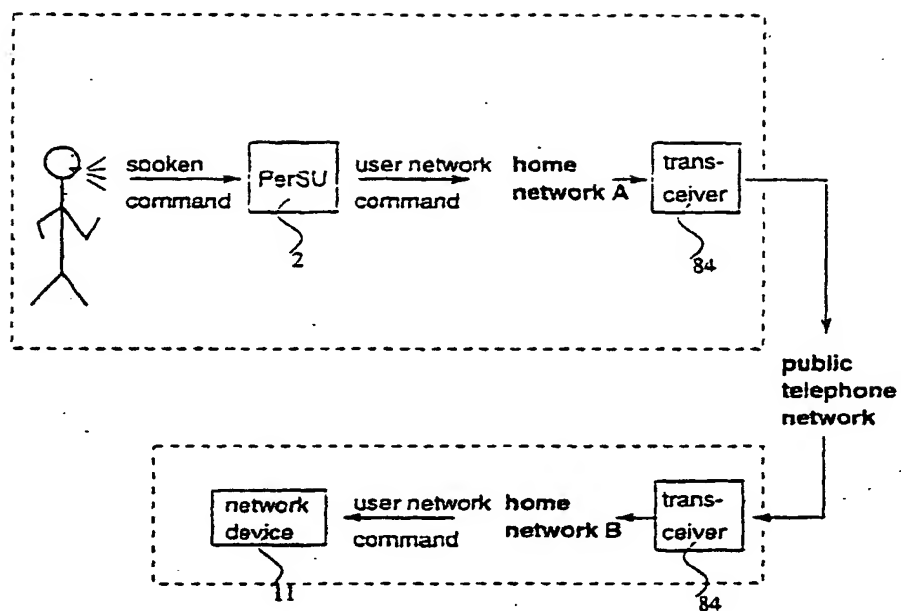 spoken
command
PerSU
2
user network
command
home
network A
trans-
ceiver
84
public
telephone
network
network
device
11
user network
command
home
network B
trans-
ceiver
84